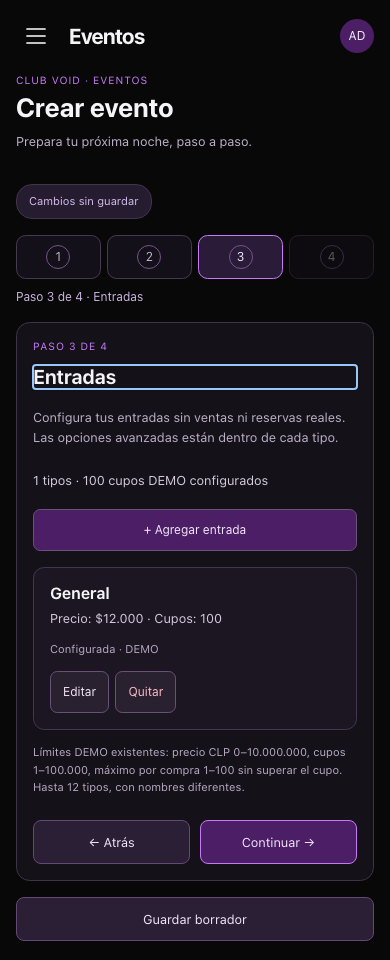 Eventos
AD
CLUB VOID · EVENTOS
Crear evento
Prepara tu próxima noche, paso a paso.
Cambios sin guardar
1
2
3
4
Paso 3 de 4 · Entradas
PASO 3 DE 4
Entradas
Configura tus entradas sin ventas ni reservas reales.
Las opciones avanzadas están dentro de cada tipo.
1 tipos · 100 cupos DEMO configurados
+ Agregar entrada
General
Precio: $12.000 · Cupos: 100
Configurada · DEMO
Editar
Quitar
Límites DEMO existentes: precio CLP 0–10.000.000, cupos
1–100.000, máximo por compra 1–100 sin superar el cupo.
Hasta 12 tipos, con nombres diferentes.
← Atrás
Continuar →
Guardar borrador